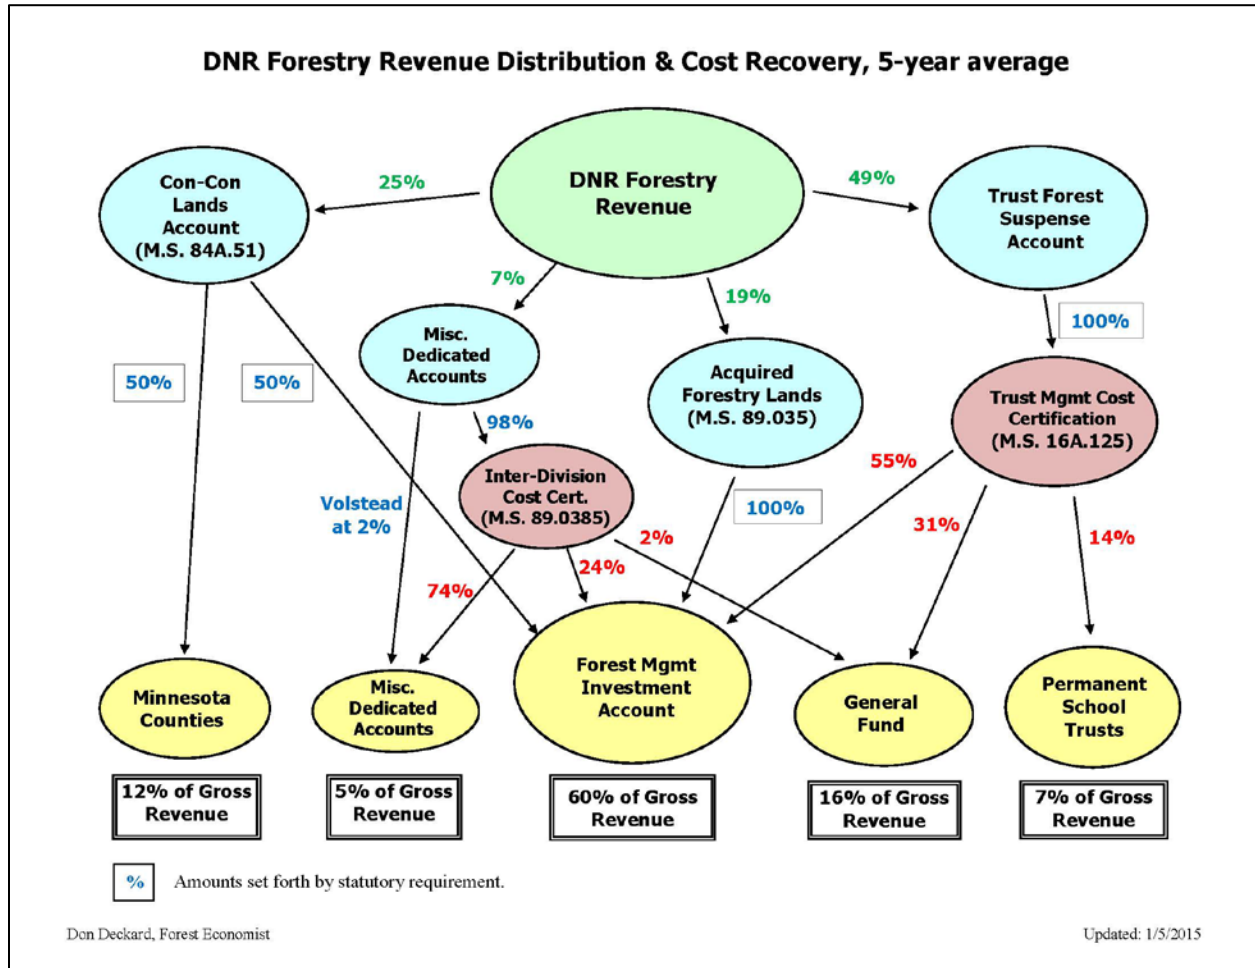 DNR Forestry Revenue Distribution & Cost Recovery, 5-year average
Con-Con
Lands
Account
(M.S. 84A.51)
25%
DNR Forestry
Revenue
49%
Trust Forest
Suspense
Account
7%
19%
100%
Misc.
Dedicated
Accounts
50%
50%
Acquired
Forestry Lands
(M.S. 89.035)
Trust Mgmt Cost
Certification
(M.S. 16A.125)
98%
Inter-Division
Cost Cert.
(M.S. 89.0385)
55%
Volstead
at 2%
100%
2%
31%
14%
24%
74%
Minnesota
Counties
Misc.
Dedicated
Accounts
Forest Mgmt
Investment
Account
General
Fund
Permanent
School
Trusts
12% of Gross
Revenue
5% of Gross
Revenue
60% of Gross
Revenue
16% of Gross
Revenue
7% of Gross
Revenue
% Amounts set forth by statutory requirement.
Don Deckard, Forest Economist
Updated: 1/5/2015